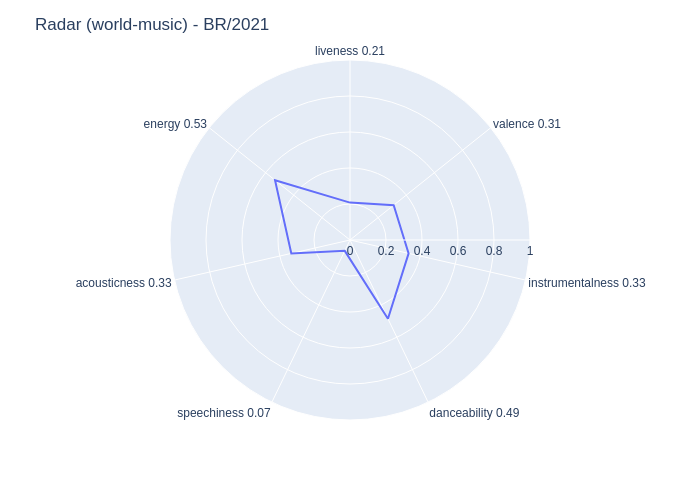 Radar (world-music) - BR/2021
liveness 0.21
energy 0.53
valence 0.31
0 0.2 0.4 0.6 0.8 1
acousticness 0.33
instrumentalness 0.33
speechiness 0.07
danceability 0.49